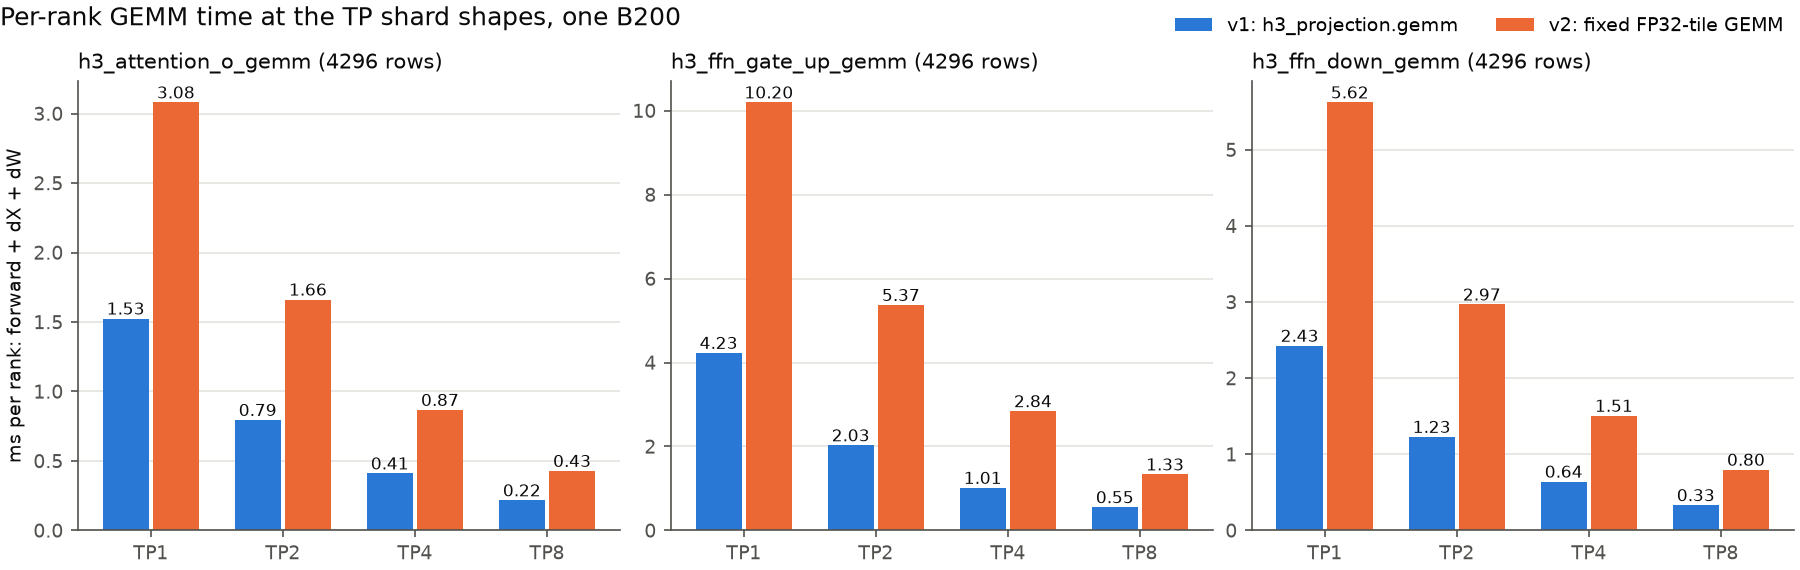 Per-rank GEMM time at the TP shard shapes, one B200
v1: h3_projection.gemm
v2: fixed FP32-tile GEMM
ms per rank: forward + dX + dW
h3_attention_o_gemm (4296 rows)
3.0
2.5
2.0
1.5
1.0
0.5
0.0
1.53
3.08
0.79
1.66
0.41
0.87
0.22
0.43
TP1
TP2
TP4
TP8
h3_ffn_gate_up_gemm (4296 rows)
10
8
6
4
2
0
4.23
10.20
2.03
5.37
1.01
2.84
0.55
1.33
TP1
TP2
TP4
TP8
h3_ffn_down_gemm (4296 rows)
5
4
3
2
1
0
2.43
5.62
1.23
2.97
0.64
1.51
0.33
0.80
TP1
TP2
TP4
TP8